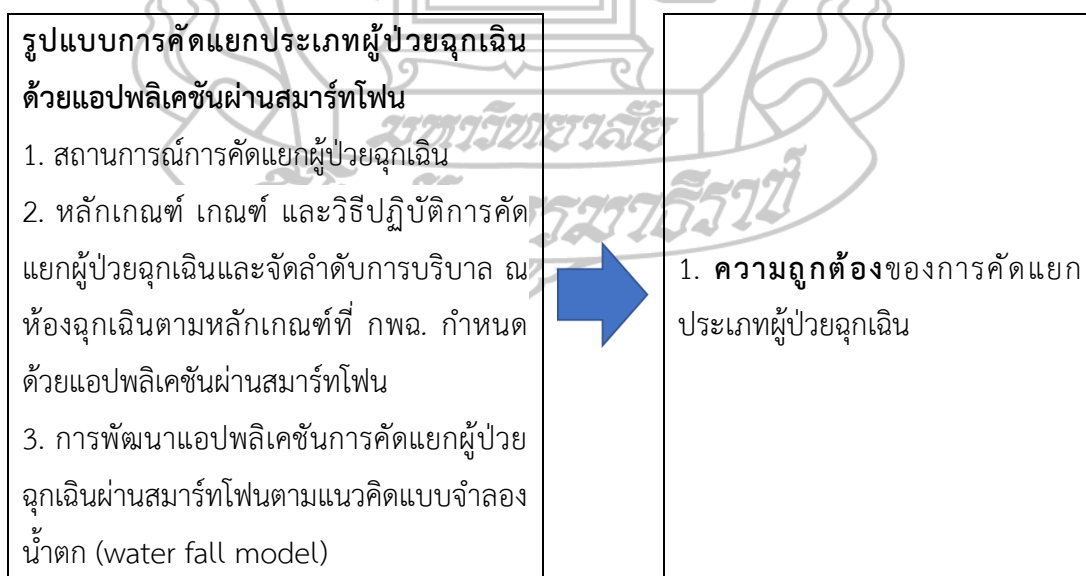 รูปแบบการคัดแยกประเภทผู้ป่วยฉุกเฉิน
ด้วยแอปพลิเคชันผ่านสมาร์ทโฟน
1. สถานการณ์การคัดแยกผู้ป่วยฉุกเฉิน
2. หลักเกณฑ์ เกณฑ์ และวิธีปฏิบัติการคัด
แยกผู้ป่วยฉุกเฉินและจัดลำดับการบริบาล ณ
ห้องฉุกเฉินตามหลักเกณฑ์ที่ กพฉ. กำหนด
ด้วยแอปพลิเคชันผ่านสมาร์ทโฟน
3. การพัฒนาแอปพลิเคชันการคัดแยกผู้ป่วย
ฉุกเฉินผ่านสมาร์ทโฟนตามแนวคิดแบบจำลอง
น้ำตก (water fall model)
1. ความถูกต้องของการคัดแยก
ประเภทผู้ป่วยฉุกเฉิน
มหาวิทยาลัย